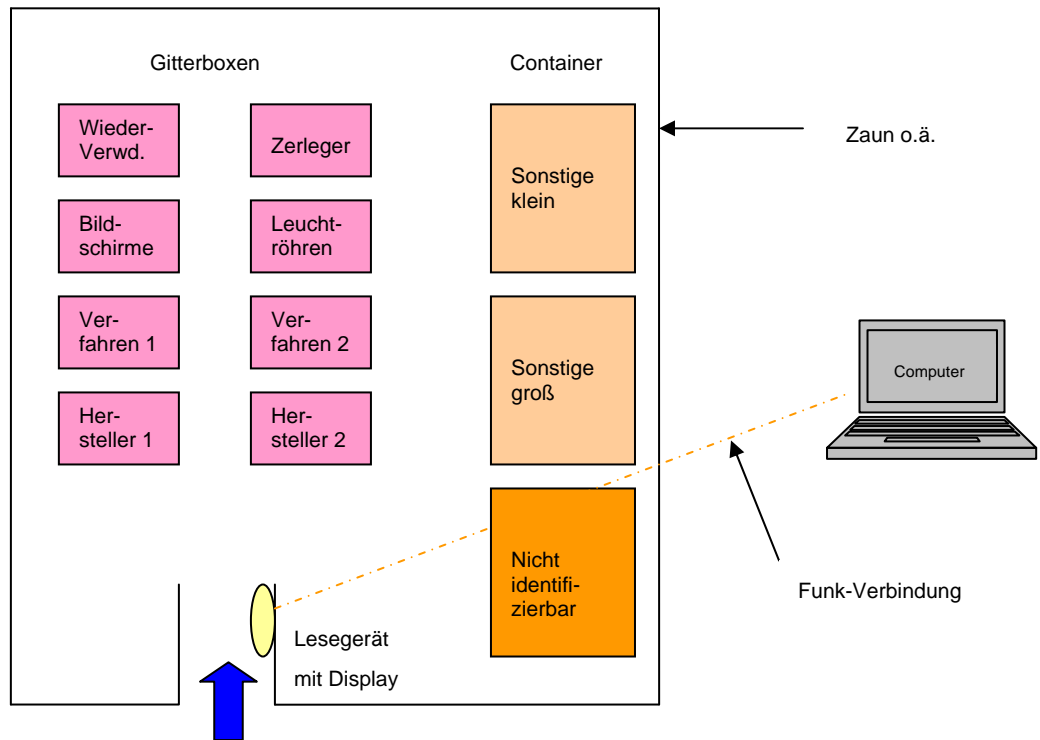 Gitterboxen
Container
Wieder-
Verwd.
Zerleger
Sonstige
klein
Zaun o.ä.
Bild-
schirme
Leucht-
röhren
Ver-
fahren 1
Ver-
fahren 2
Sonstige
groß
Computer
Her-
steller 1
Her-
steller 2
Nicht
identifi-
zierbar
Funk-Verbindung
Lesegerät
mit Display